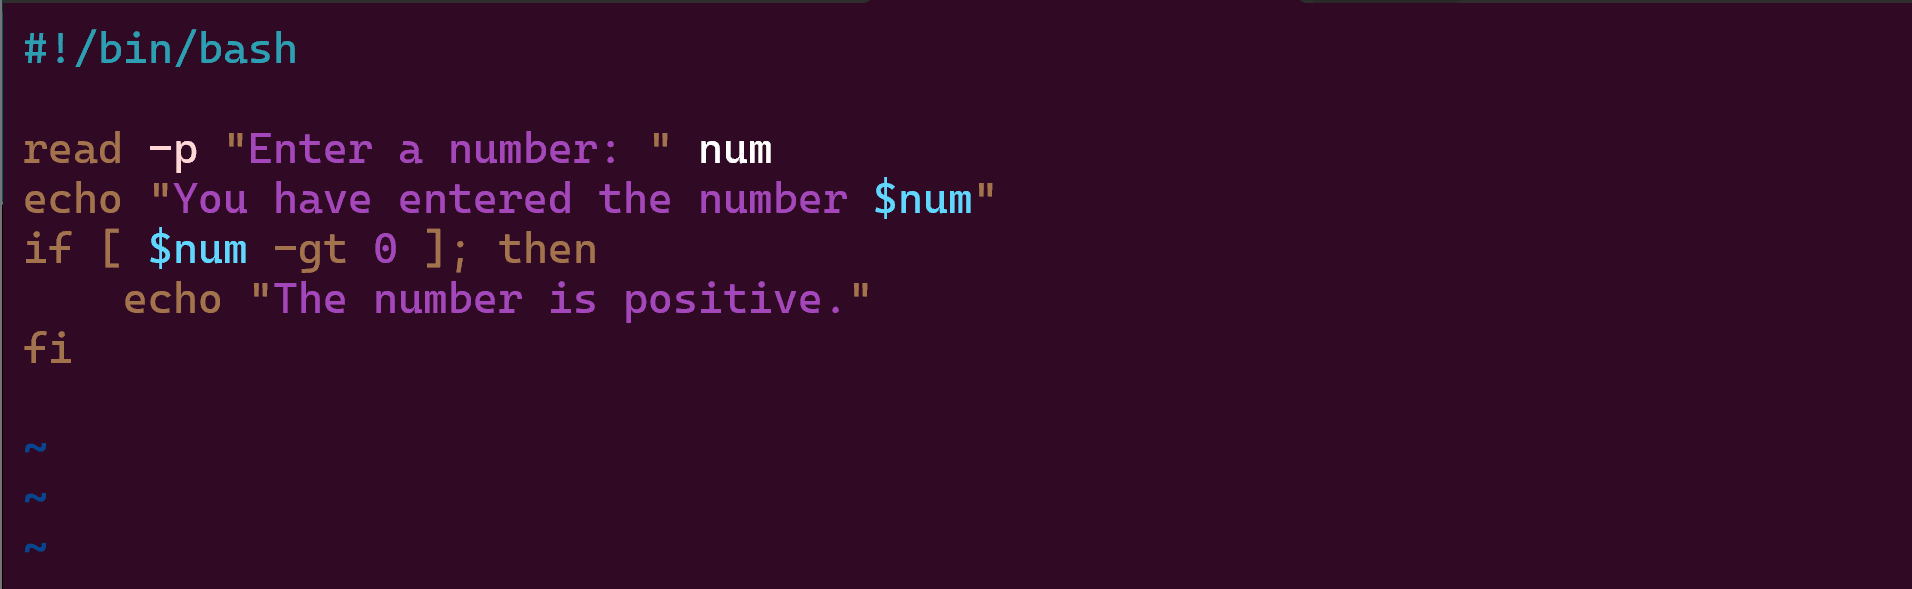 #!/bin/bash

read -p "Enter a number: " num
echo "You have entered the number $num"
if [ $num -gt 0 ]; then
    echo "The number is positive."
fi

~
~
~